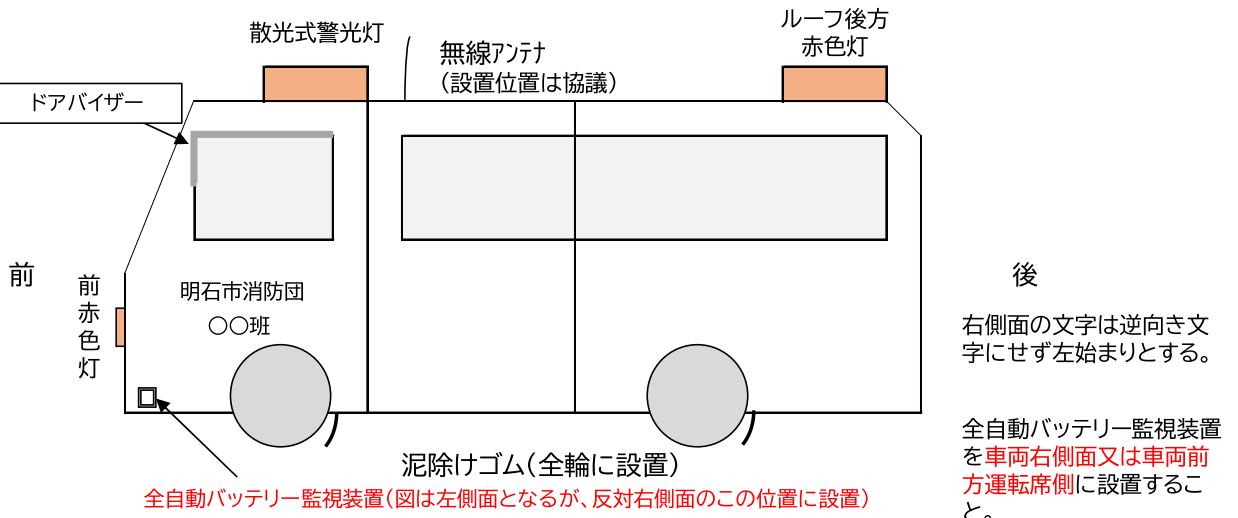 散光式警光灯
無線アンテナ
(設置位置は協議)
ルーフ後方
赤色灯
ドアバイザー
前
前
赤
色
灯
明石市消防団
〇〇班
後
右側面の文字は逆向き文
字にせず左始まりとする。
全自動バッテリー監視装置
を車両右側面又は車両前
方運転席側に設置するこ
と。
泥除けゴム(全輪に設置)
全自動バッテリー監視装置(図は左側面となるが、反対右側面のこの位置に設置)